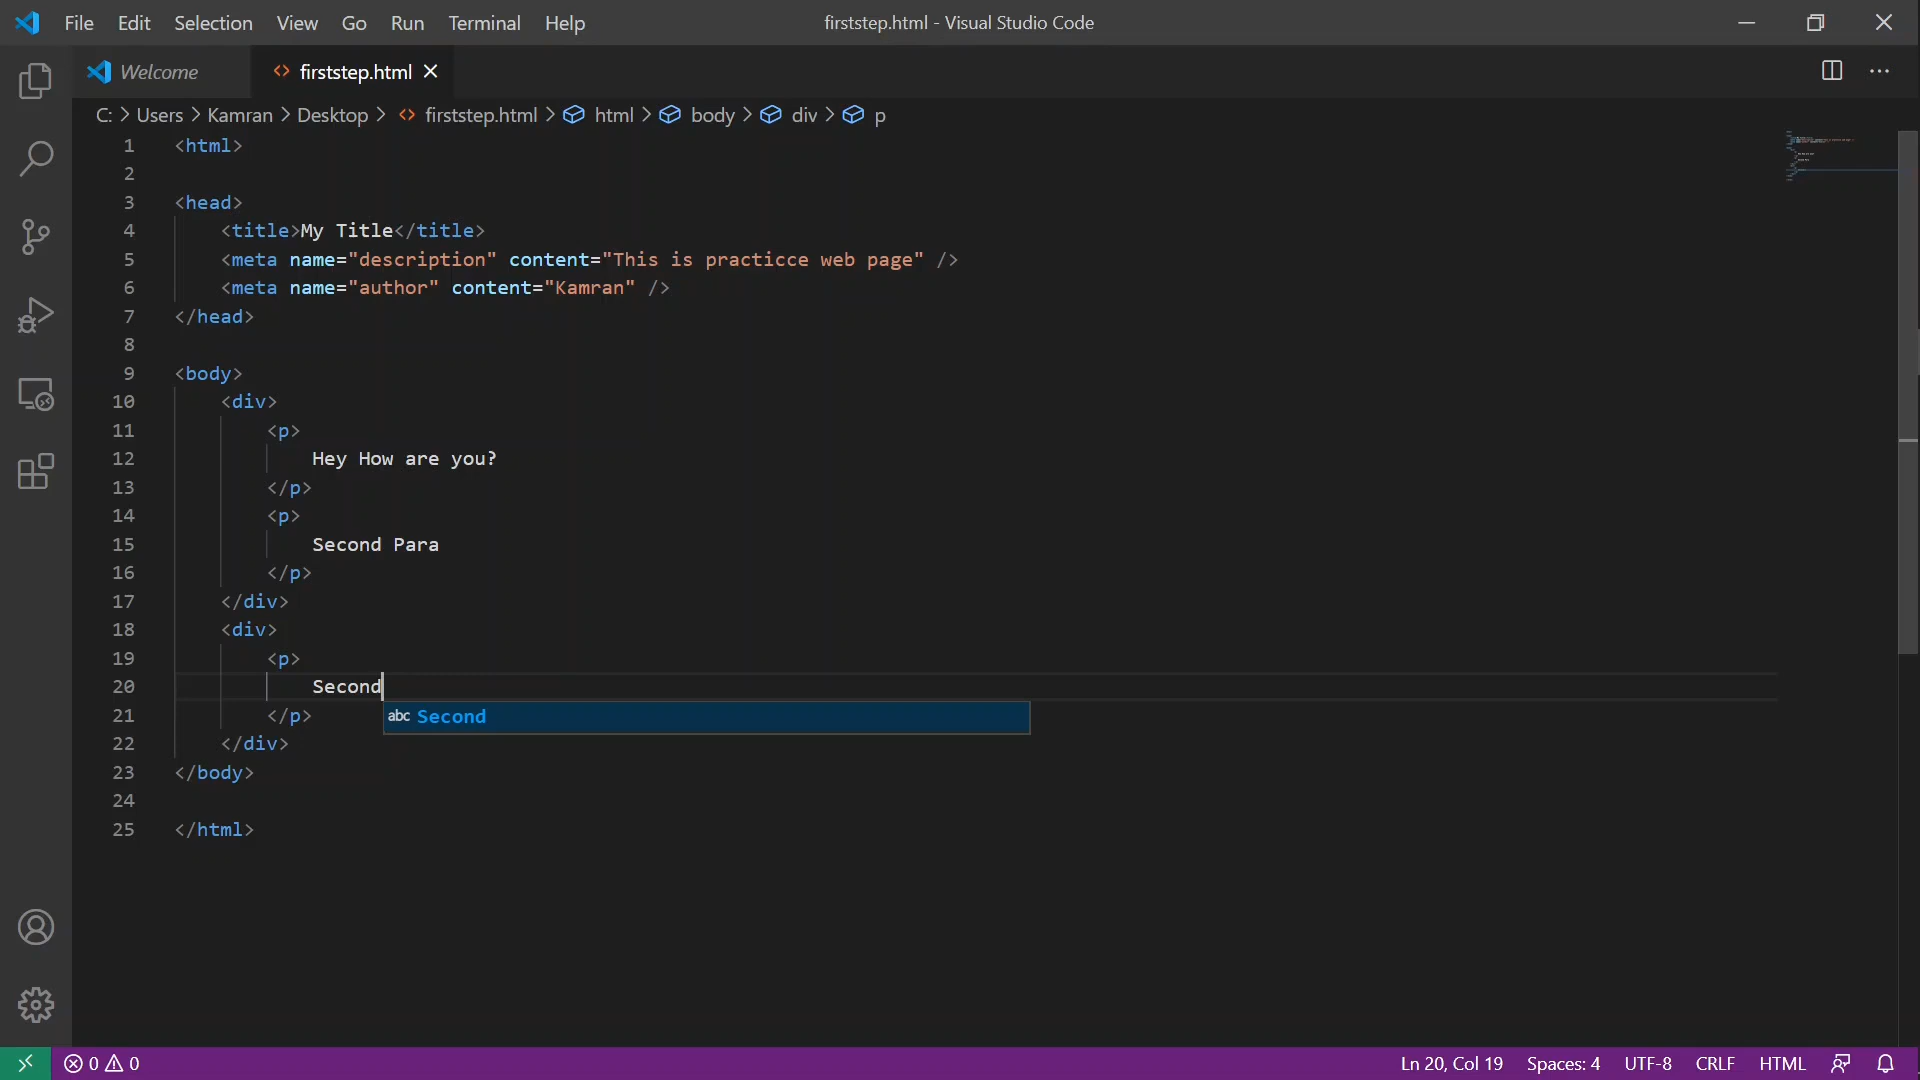 File Edit Selection View Go Run Terminal Help firststep.html - Visual Studio Code
Welcome firststep.html
C: > Users > Kamran > Desktop > firststep.html > html > body > div > p
1 <html>
2
3 <head>
4 <title>My Title</title>
5 <meta name="description" content="This is practicce web page" />
6 <meta name="author" content="Kamran" />
7 </head>
8
9 <body>
10 <div>
11 <p>
12 Hey How are you?
13 </p>
14 <p>
15 Second Para
16 </p>
17 </div>
18 <div>
19 <p>
20 Second
21 </p>
abc Second
22 </div>
23 </body>
24
25 </html>
0 0 Ln 20, Col 19 Spaces: 4 UTF-8 CRLF HTML